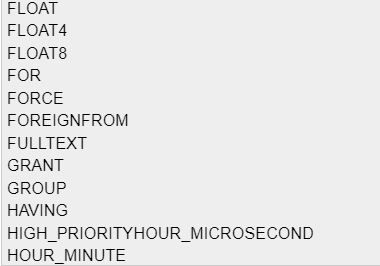 FLOAT
FLOAT4
FLOAT8
FOR
FORCE
FOREIGNFROM
FULLTEXT
GRANT
GROUP
HAVING
HIGH_PRIORITYHOUR_MICROSECOND
HOUR_MINUTE